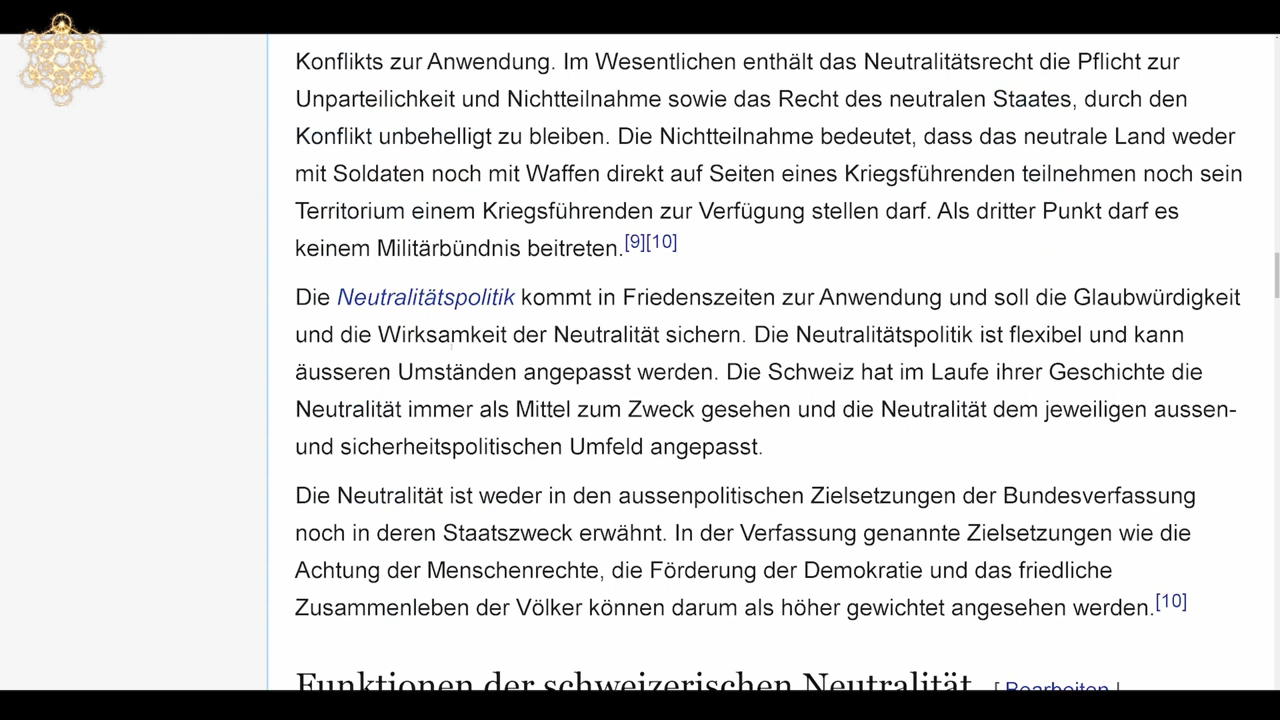 Konflikts zur Anwendung. Im Wesentlichen enthält das Neutralitätsrecht die Pflicht zur
Unparteilichkeit und Nichtteilnahme sowie das Recht des neutralen Staates, durch den
Konflikt unbehelligt zu bleiben. Die Nichtteilnahme bedeutet, dass das neutrale Land weder
mit Soldaten noch mit Waffen direkt auf Seiten eines Kriegsführenden teilnehmen noch sein
Territorium einem Kriegsführenden zur Verfügung stellen darf. Als dritter Punkt darf es
keinem Militärbündnis beitreten.[9][10]
Die Neutralitätspolitik kommt in Friedenszeiten zur Anwendung und soll die Glaubwürdigkeit
und die Wirksamkeit der Neutralität sichern. Die Neutralitätspolitik ist flexibel und kann
äusseren Umständen angepasst werden. Die Schweiz hat im Laufe ihrer Geschichte die
Neutralität immer als Mittel zum Zweck gesehen und die Neutralität dem jeweiligen aussen-
und sicherheitspolitischen Umfeld angepasst.
Die Neutralität ist weder in den aussenpolitischen Zielsetzungen der Bundesverfassung
noch in deren Staatszweck erwähnt. In der Verfassung genannte Zielsetzungen wie die
Achtung der Menschenrechte, die Förderung der Demokratie und das friedliche
Zusammenleben der Völker können darum als höher gewichtet angesehen werden.[10]
Funktionen der schweizerischen Neutralität [ Bearbeiten |